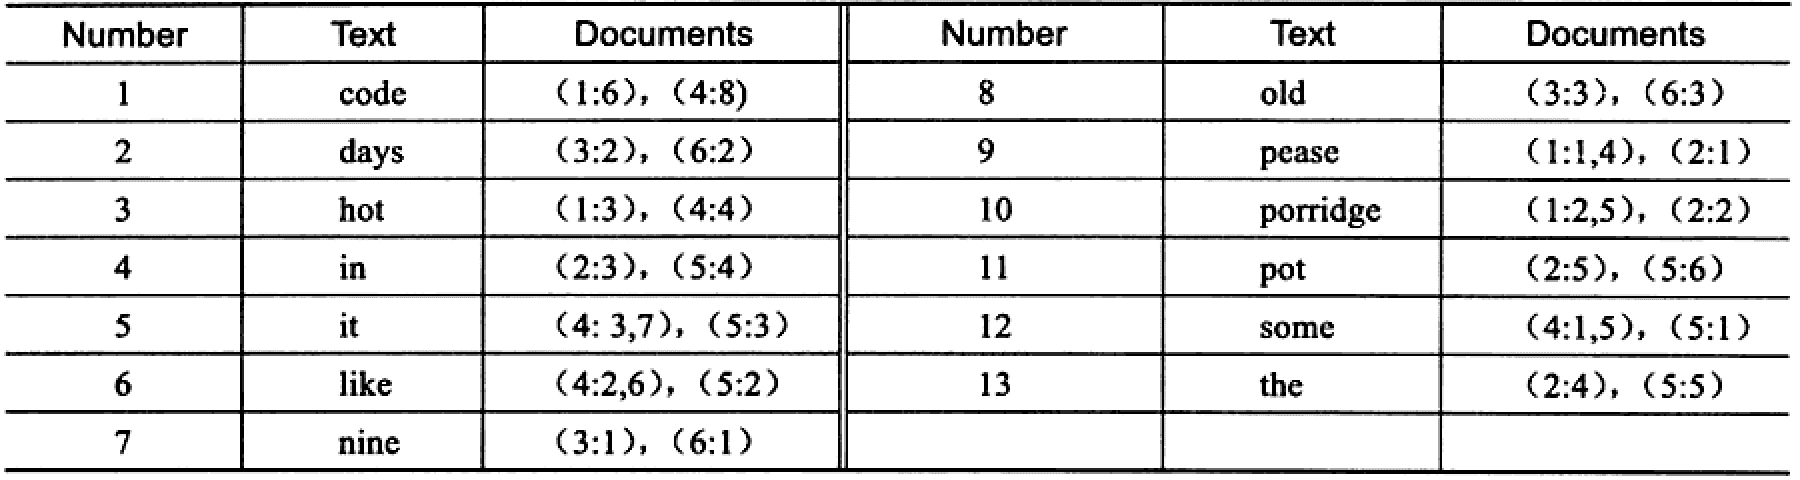 Number Text Documents Number Text Documents
1 code (1:6), (4:8) 8 old (3:3), (6:3)
2 days (3:2), (6:2) 9 pease (1:1,4), (2:1)
3 hot (1:3), (4:4) 10 porridge (1:2,5), (2:2)
4 in (2:3), (5:4) 11 pot (2:5), (5:6)
5 it (4: 3,7), (5:3) 12 some (4:1,5), (5:1)
6 like (4:2,6), (5:2) 13 the (2:4), (5:5)
7 nine (3:1), (6:1)